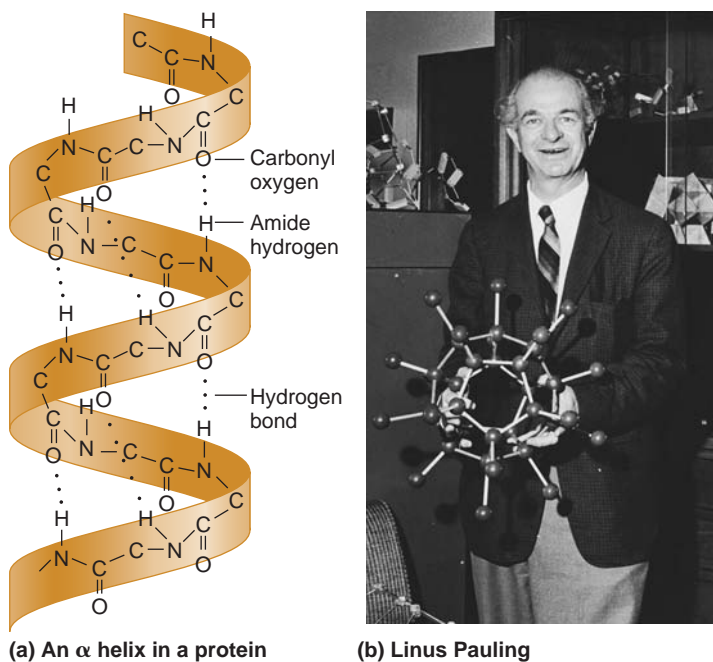 H
C N
C
O C
H H C
N C C N
O Carbonyl
C oxygen
O
H C H Amide
N C C N hydrogen
O
O C
H H C
N C C N
O
C
O Hydrogen
H C bond
H
N C C N
O
O C
H H C
N C C N
O
O
(a) An α helix in a protein
(b) Linus Pauling